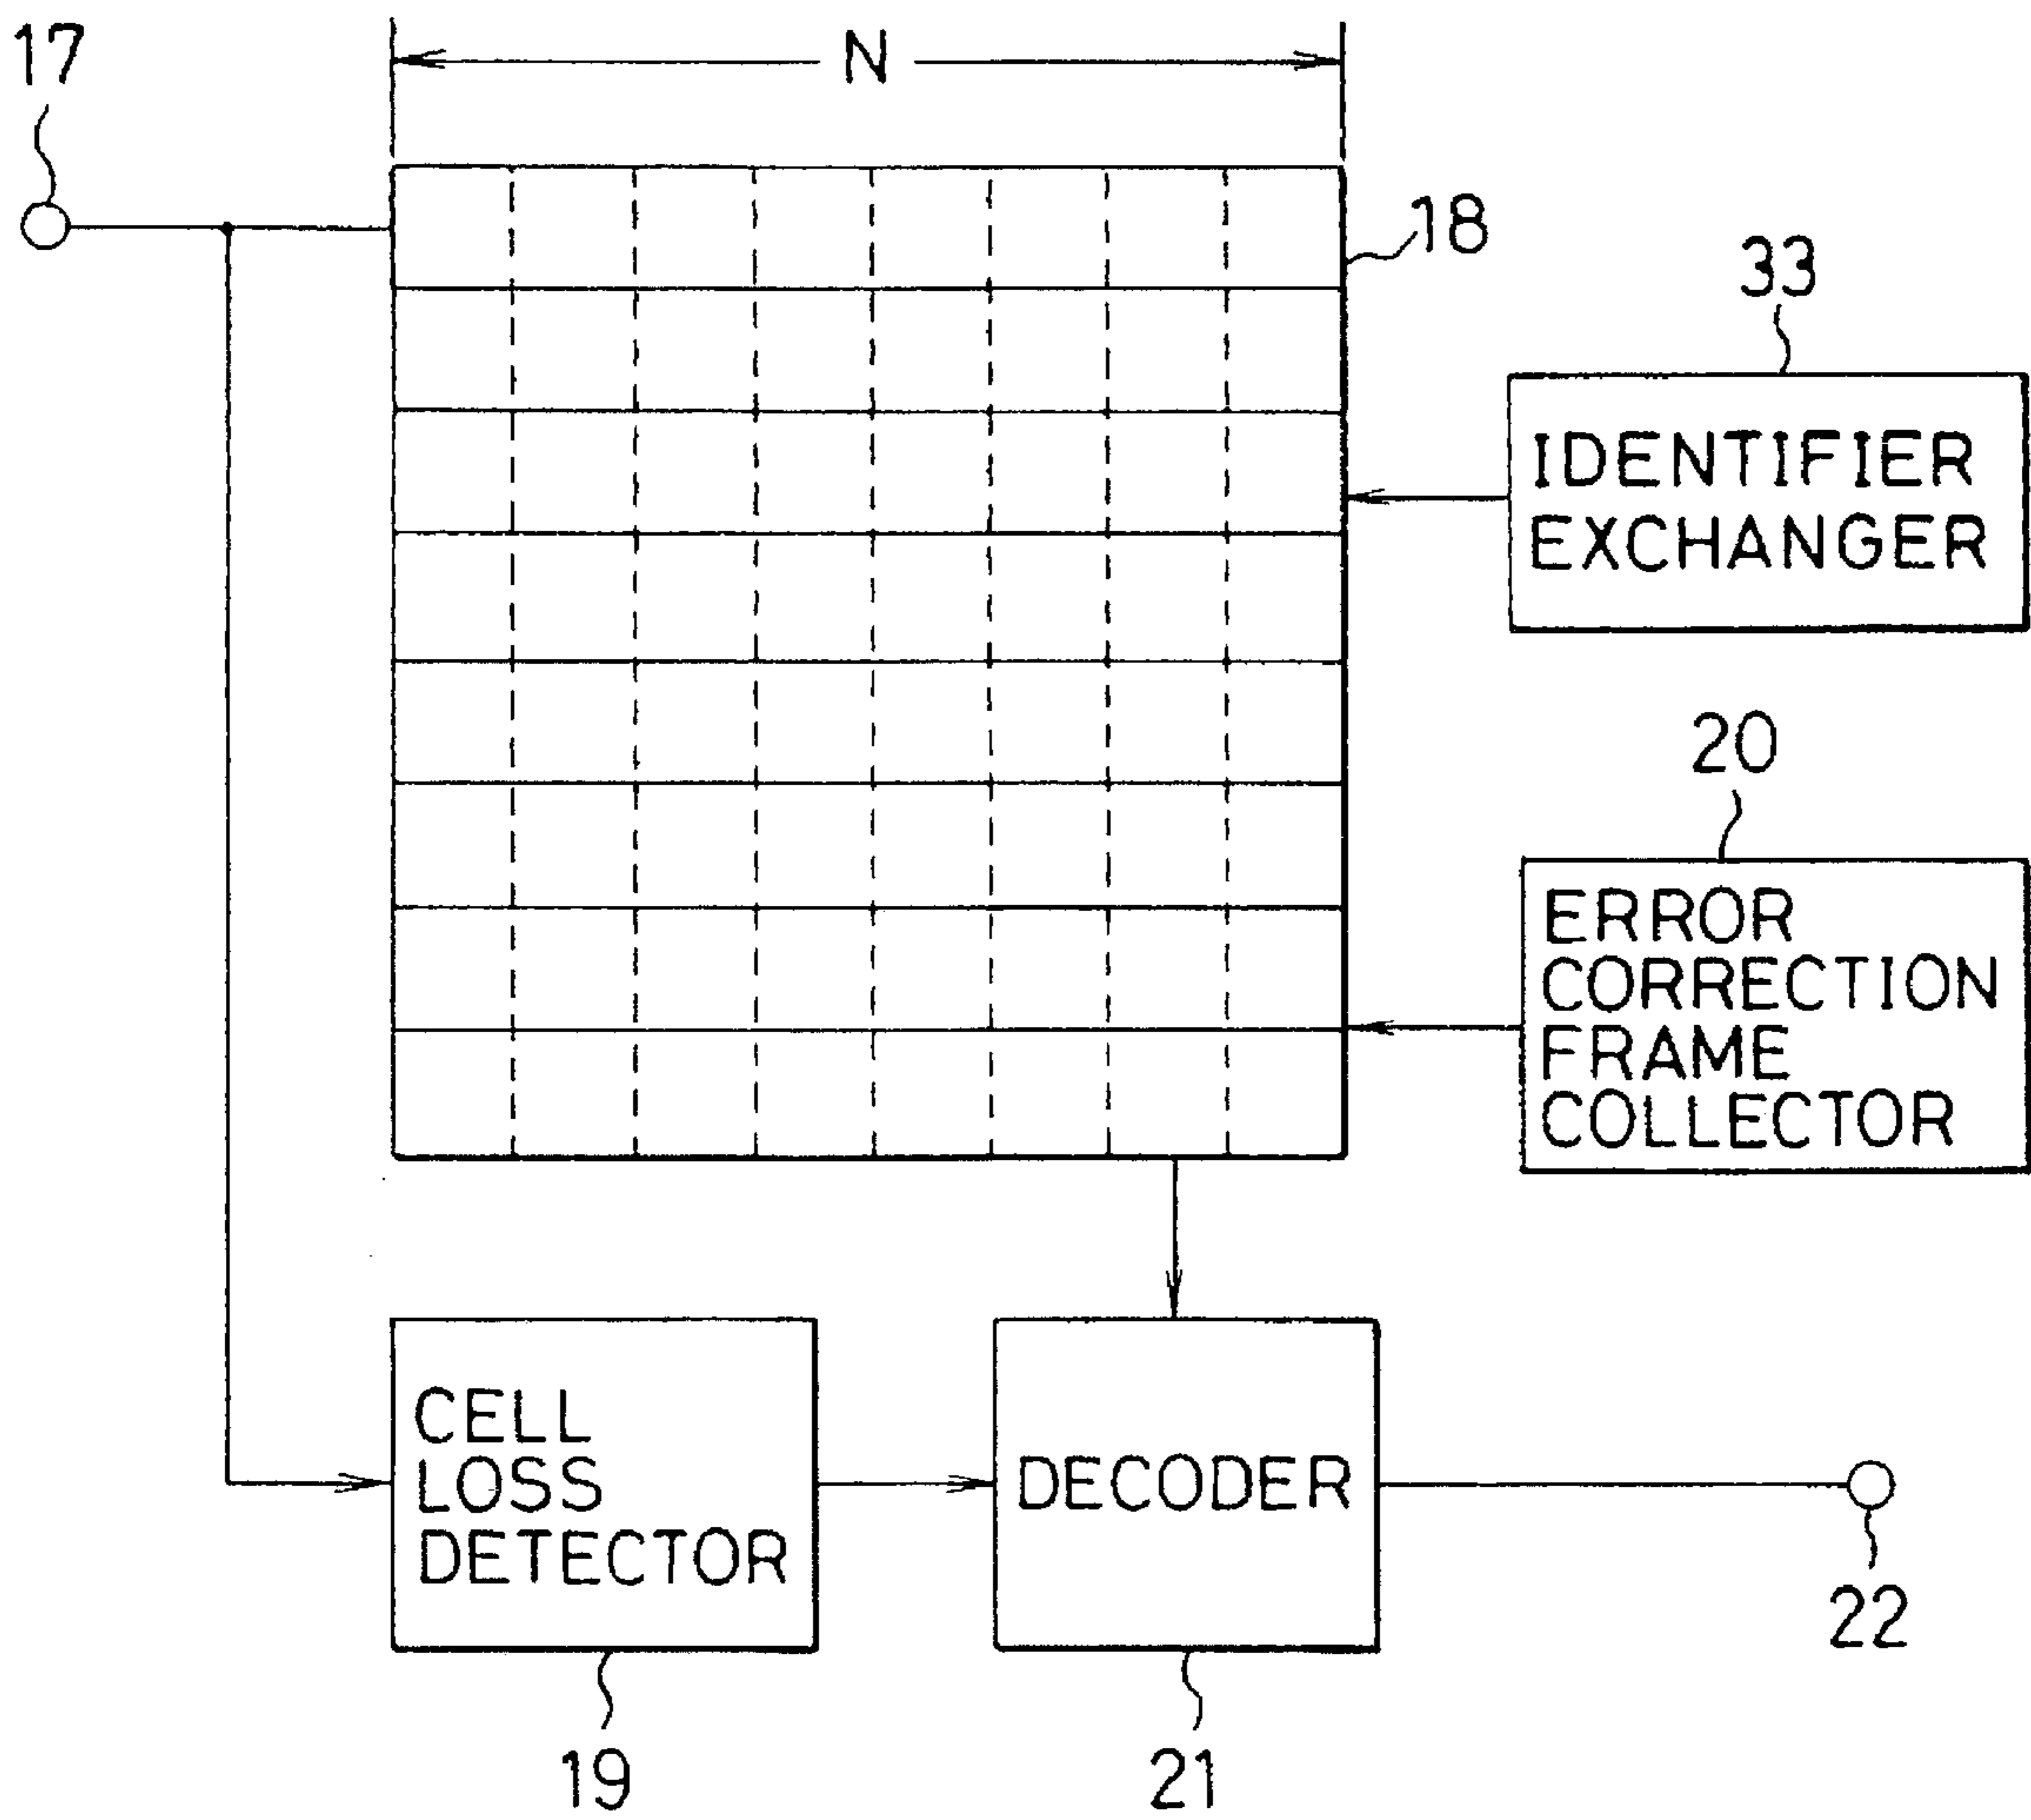 17
N
18
33
IDENTIFIER
EXCHANGER
20
ERROR
CORRECTION
FRAME
COLLECTOR
CELL
LOSS
DETECTOR
DECODER
22
19
21